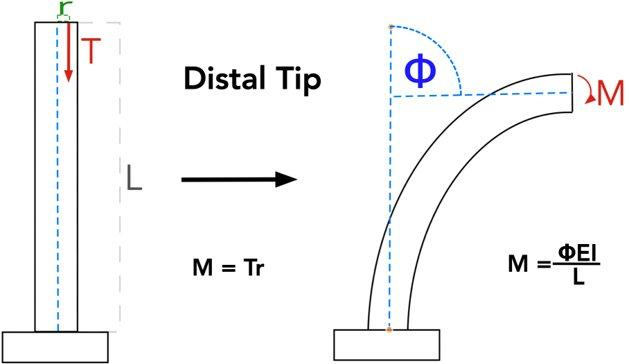 r
T
L
Distal Tip
M = Tr
Φ
M
M = ΦEI
L